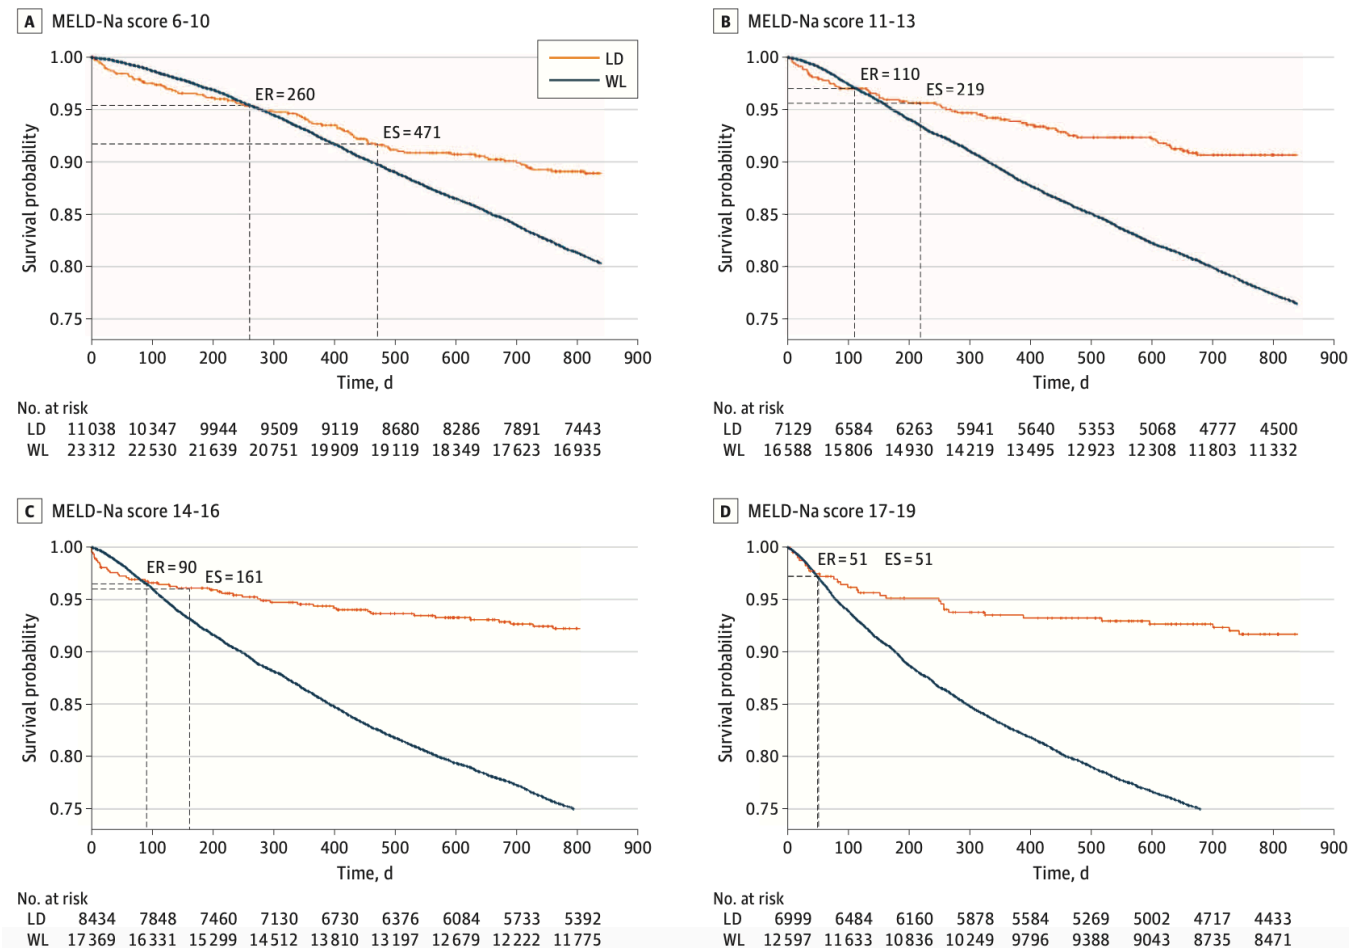 A MELD-Na score 6-10
LD
WL
1.00
0.95
0.90
0.85
0.80
0.75
Survival probability
ER = 260
ES = 471
0 100 200 300 400 500 600 700 800 900
Time, d
No. at risk
LD 11038 10347 9944 9509 9119 8680 8286 7891 7443
WL 23312 22530 21639 20751 19909 19119 18349 17623 16935
B MELD-Na score 11-13
1.00
0.95
0.90
0.85
0.80
0.75
Survival probability
ER = 110
ES = 219
0 100 200 300 400 500 600 700 800 900
Time, d
No. at risk
LD 7129 6584 6263 5941 5640 5353 5068 4777 4500
WL 16588 15806 14930 14219 13495 12923 12308 11803 11332
C MELD-Na score 14-16
1.00
0.95
0.90
0.85
0.80
0.75
Survival probability
ER = 90
ES = 161
0 100 200 300 400 500 600 700 800 900
Time, d
No. at risk
LD 8434 7848 7460 7130 6730 6376 6084 5733 5392
WL 17369 16331 15299 14512 13810 13197 12679 12222 11775
D MELD-Na score 17-19
1.00
0.95
0.90
0.85
0.80
0.75
Survival probability
ER = 51 ES = 51
0 100 200 300 400 500 600 700 800 900
Time, d
No. at risk
LD 6999 6484 6160 5878 5584 5269 5002 4717 4433
WL 12597 11633 10836 10249 9796 9388 9043 8735 8471